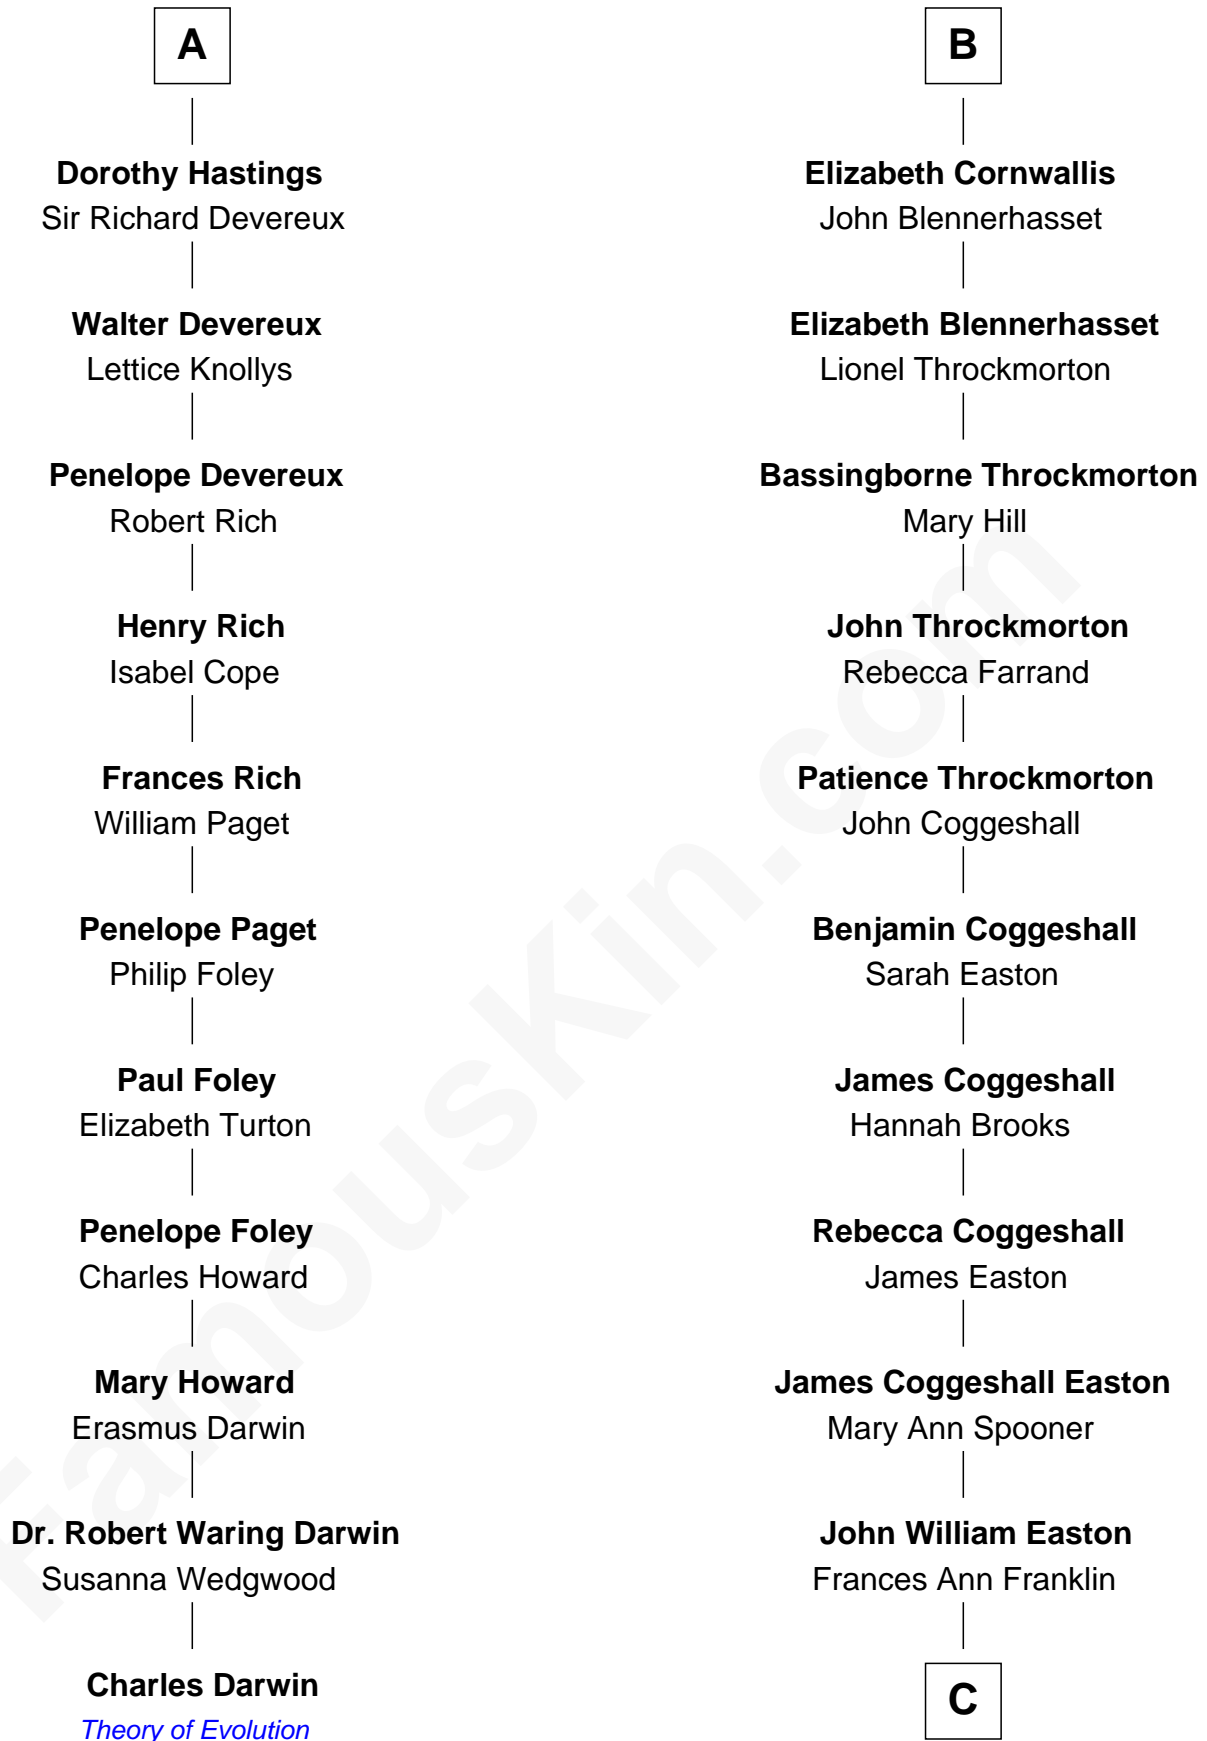 A
Dorothy Hastings
Sir Richard Devereux
Walter Devereux
Lettice Knollys
Penelope Devereux
Robert Rich
Henry Rich
Isabel Cope
Frances Rich
William Paget
Penelope Paget
Philip Foley
Paul Foley
Elizabeth Turton
Penelope Foley
Charles Howard
Mary Howard
Erasmus Darwin
Dr. Robert Waring Darwin
Susanna Wedgwood
Charles Darwin
Theory of Evolution
B
Elizabeth Cornwallis
John Blennerhasset
Elizabeth Blennerhasset
Lionel Throckmorton
Bassingborne Throckmorton
Mary Hill
John Throckmorton
Rebecca Farrand
Patience Throckmorton
John Coggeshall
Benjamin Coggeshall
Sarah Easton
James Coggeshall
Hannah Brooks
Rebecca Coggeshall
James Easton
James Coggeshall Easton
Mary Ann Spooner
John William Easton
Frances Ann Franklin
C
FamousKin.com